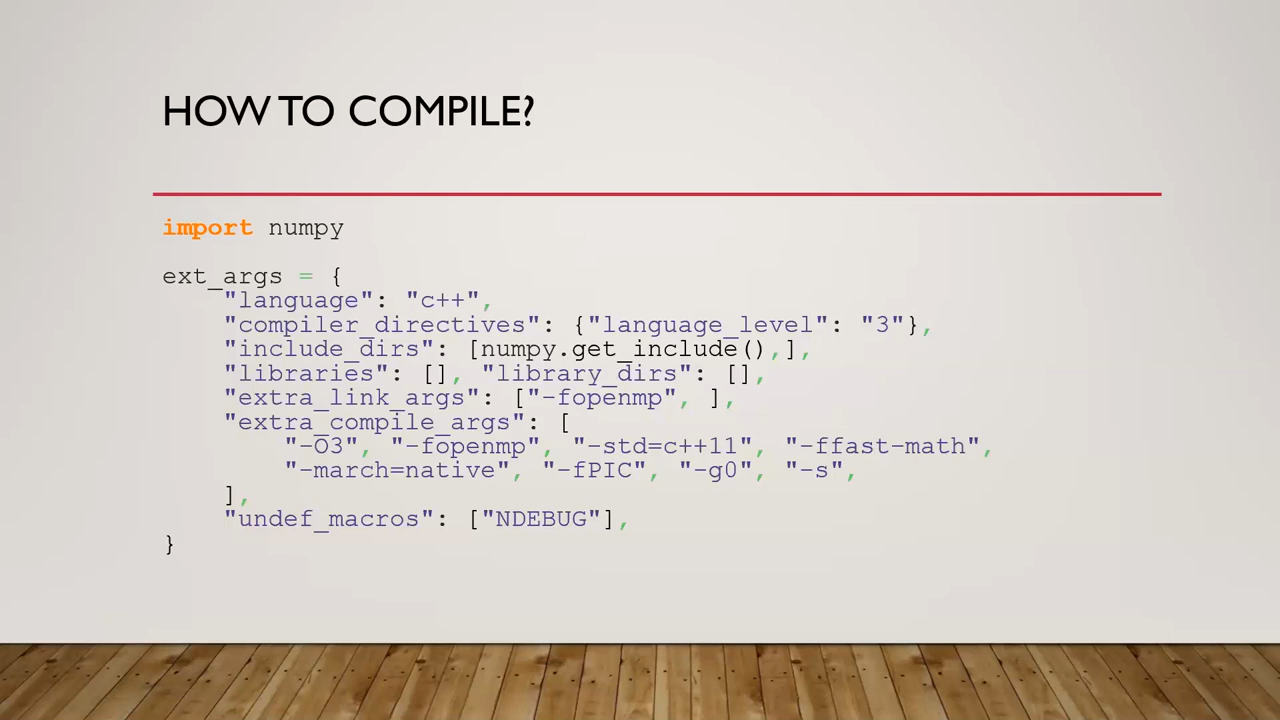 HOW TO COMPILE?
import numpy
ext_args = {
    "language": "c++",
    "compiler_directives": {"language_level": "3"},
    "include_dirs": [numpy.get_include(),],
    "libraries": [], "library_dirs": [],
    "extra_link_args": ["-fopenmp", ],
    "extra_compile_args": [
        "-O3", "-fopenmp", "-std=c++11", "-ffast-math",
        "-march=native", "-fPIC", "-g0", "-s",
    ],
    "undef_macros": ["NDEBUG"],
}